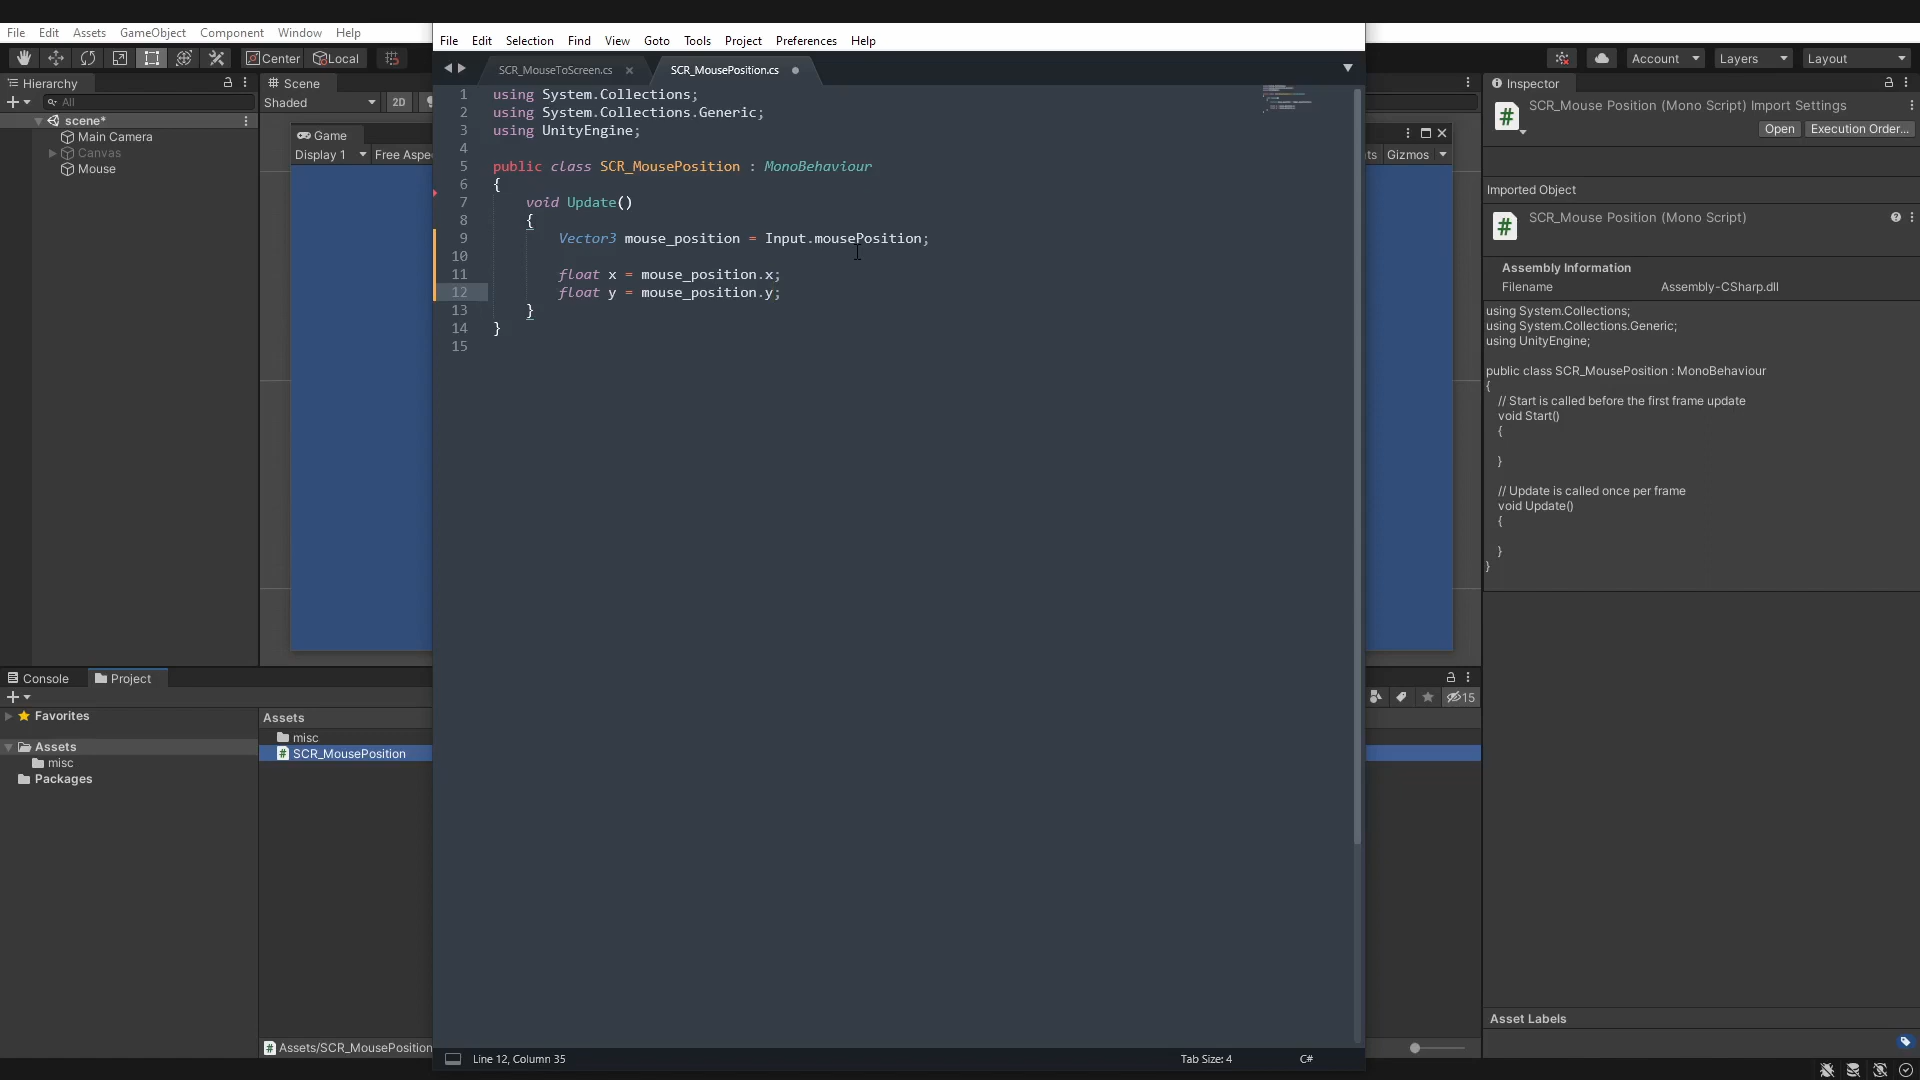 File Edit Assets GameObject Component Window Help
Center Local
Account Layers Layout
Hierarchy
All
scene*
Main Camera
Canvas
Mouse
Scene
Shaded 2D
Game
Display 1 Free Aspe
File Edit Selection Find View Goto Tools Project Preferences Help
SCR_MouseToScreen.cs × SCR_MousePosition.cs
1 using System.Collections;
2 using System.Collections.Generic;
3 using UnityEngine;
4
5 public class SCR_MousePosition : MonoBehaviour
6 {
7 void Update()
8 {
9 Vector3 mouse_position = Input.mousePosition;
10
11 float x = mouse_position.x;
12 float y = mouse_position.y;
13 }
14 }
15
Line 12, Column 35 Tab Size: 4 C#
ts Gizmos
Inspector
SCR_Mouse Position (Mono Script) Import Settings
Open Execution Order...
Imported Object
SCR_Mouse Position (Mono Script)
Assembly Information
Filename Assembly-CSharp.dll
using System.Collections;
using System.Collections.Generic;
using UnityEngine;
public class SCR_MousePosition : MonoBehaviour
{
// Start is called before the first frame update
void Start()
{
}
// Update is called once per frame
void Update()
{
}
}
Asset Labels
Console Project
15
Favorites
Assets
misc
Packages
Assets
misc
SCR_MousePosition
Assets/SCR_MousePosition